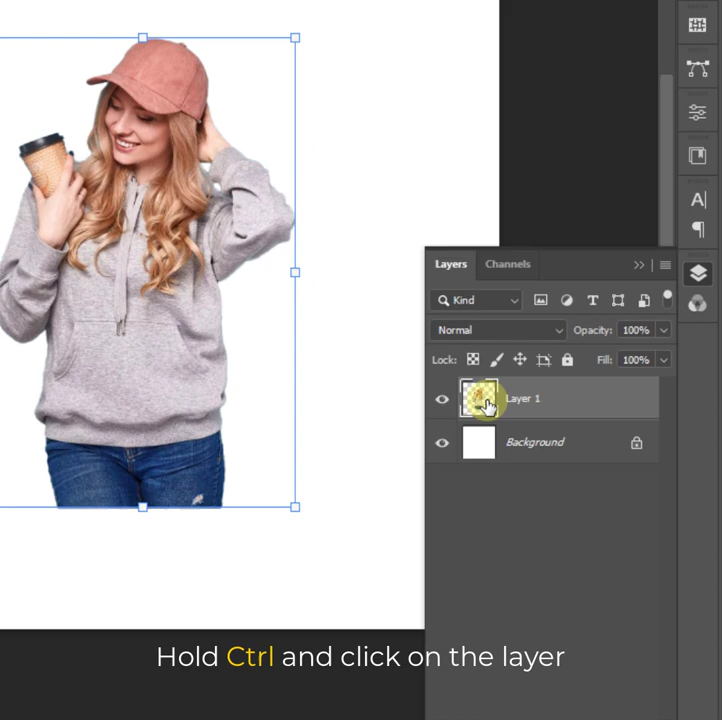 A|
¶
Layers Channels
Kind T
Normal Opacity: 100%
Lock: Fill: 100%
Layer 1
Background
Hold Ctrl and click on the layer